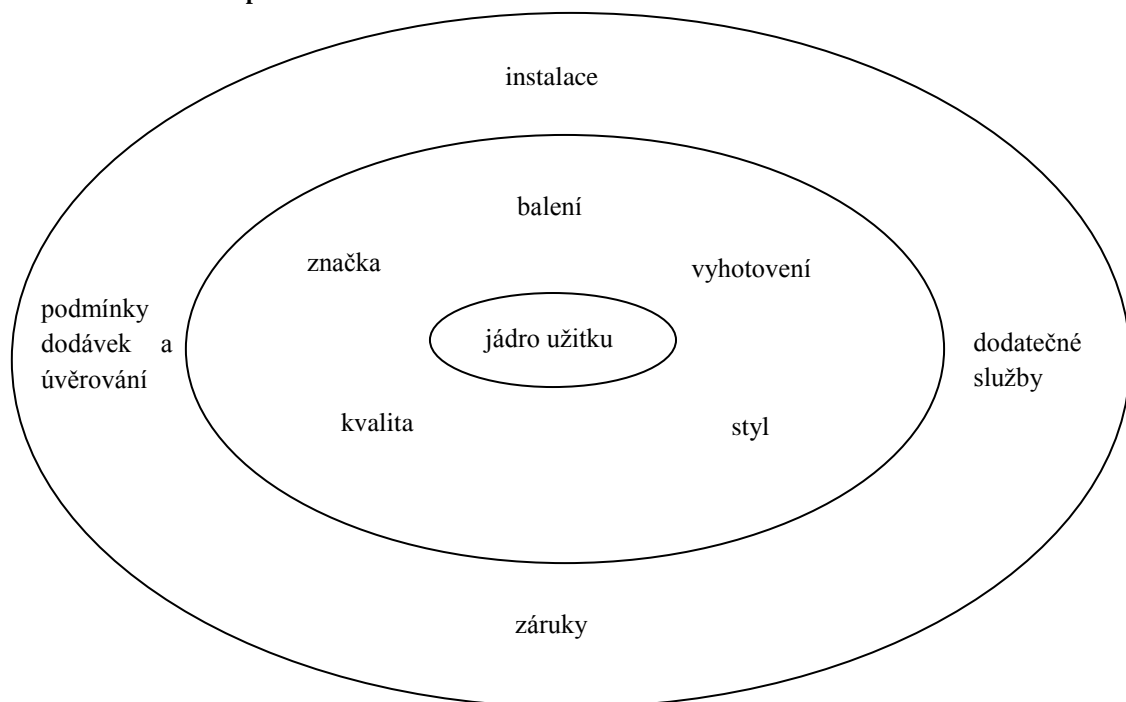 instalace
balení
značka
vyhotovení
podmínky
dodávek a
úvěrování
jádro užitku
dodatečné
služby
kvalita
styl
záruky